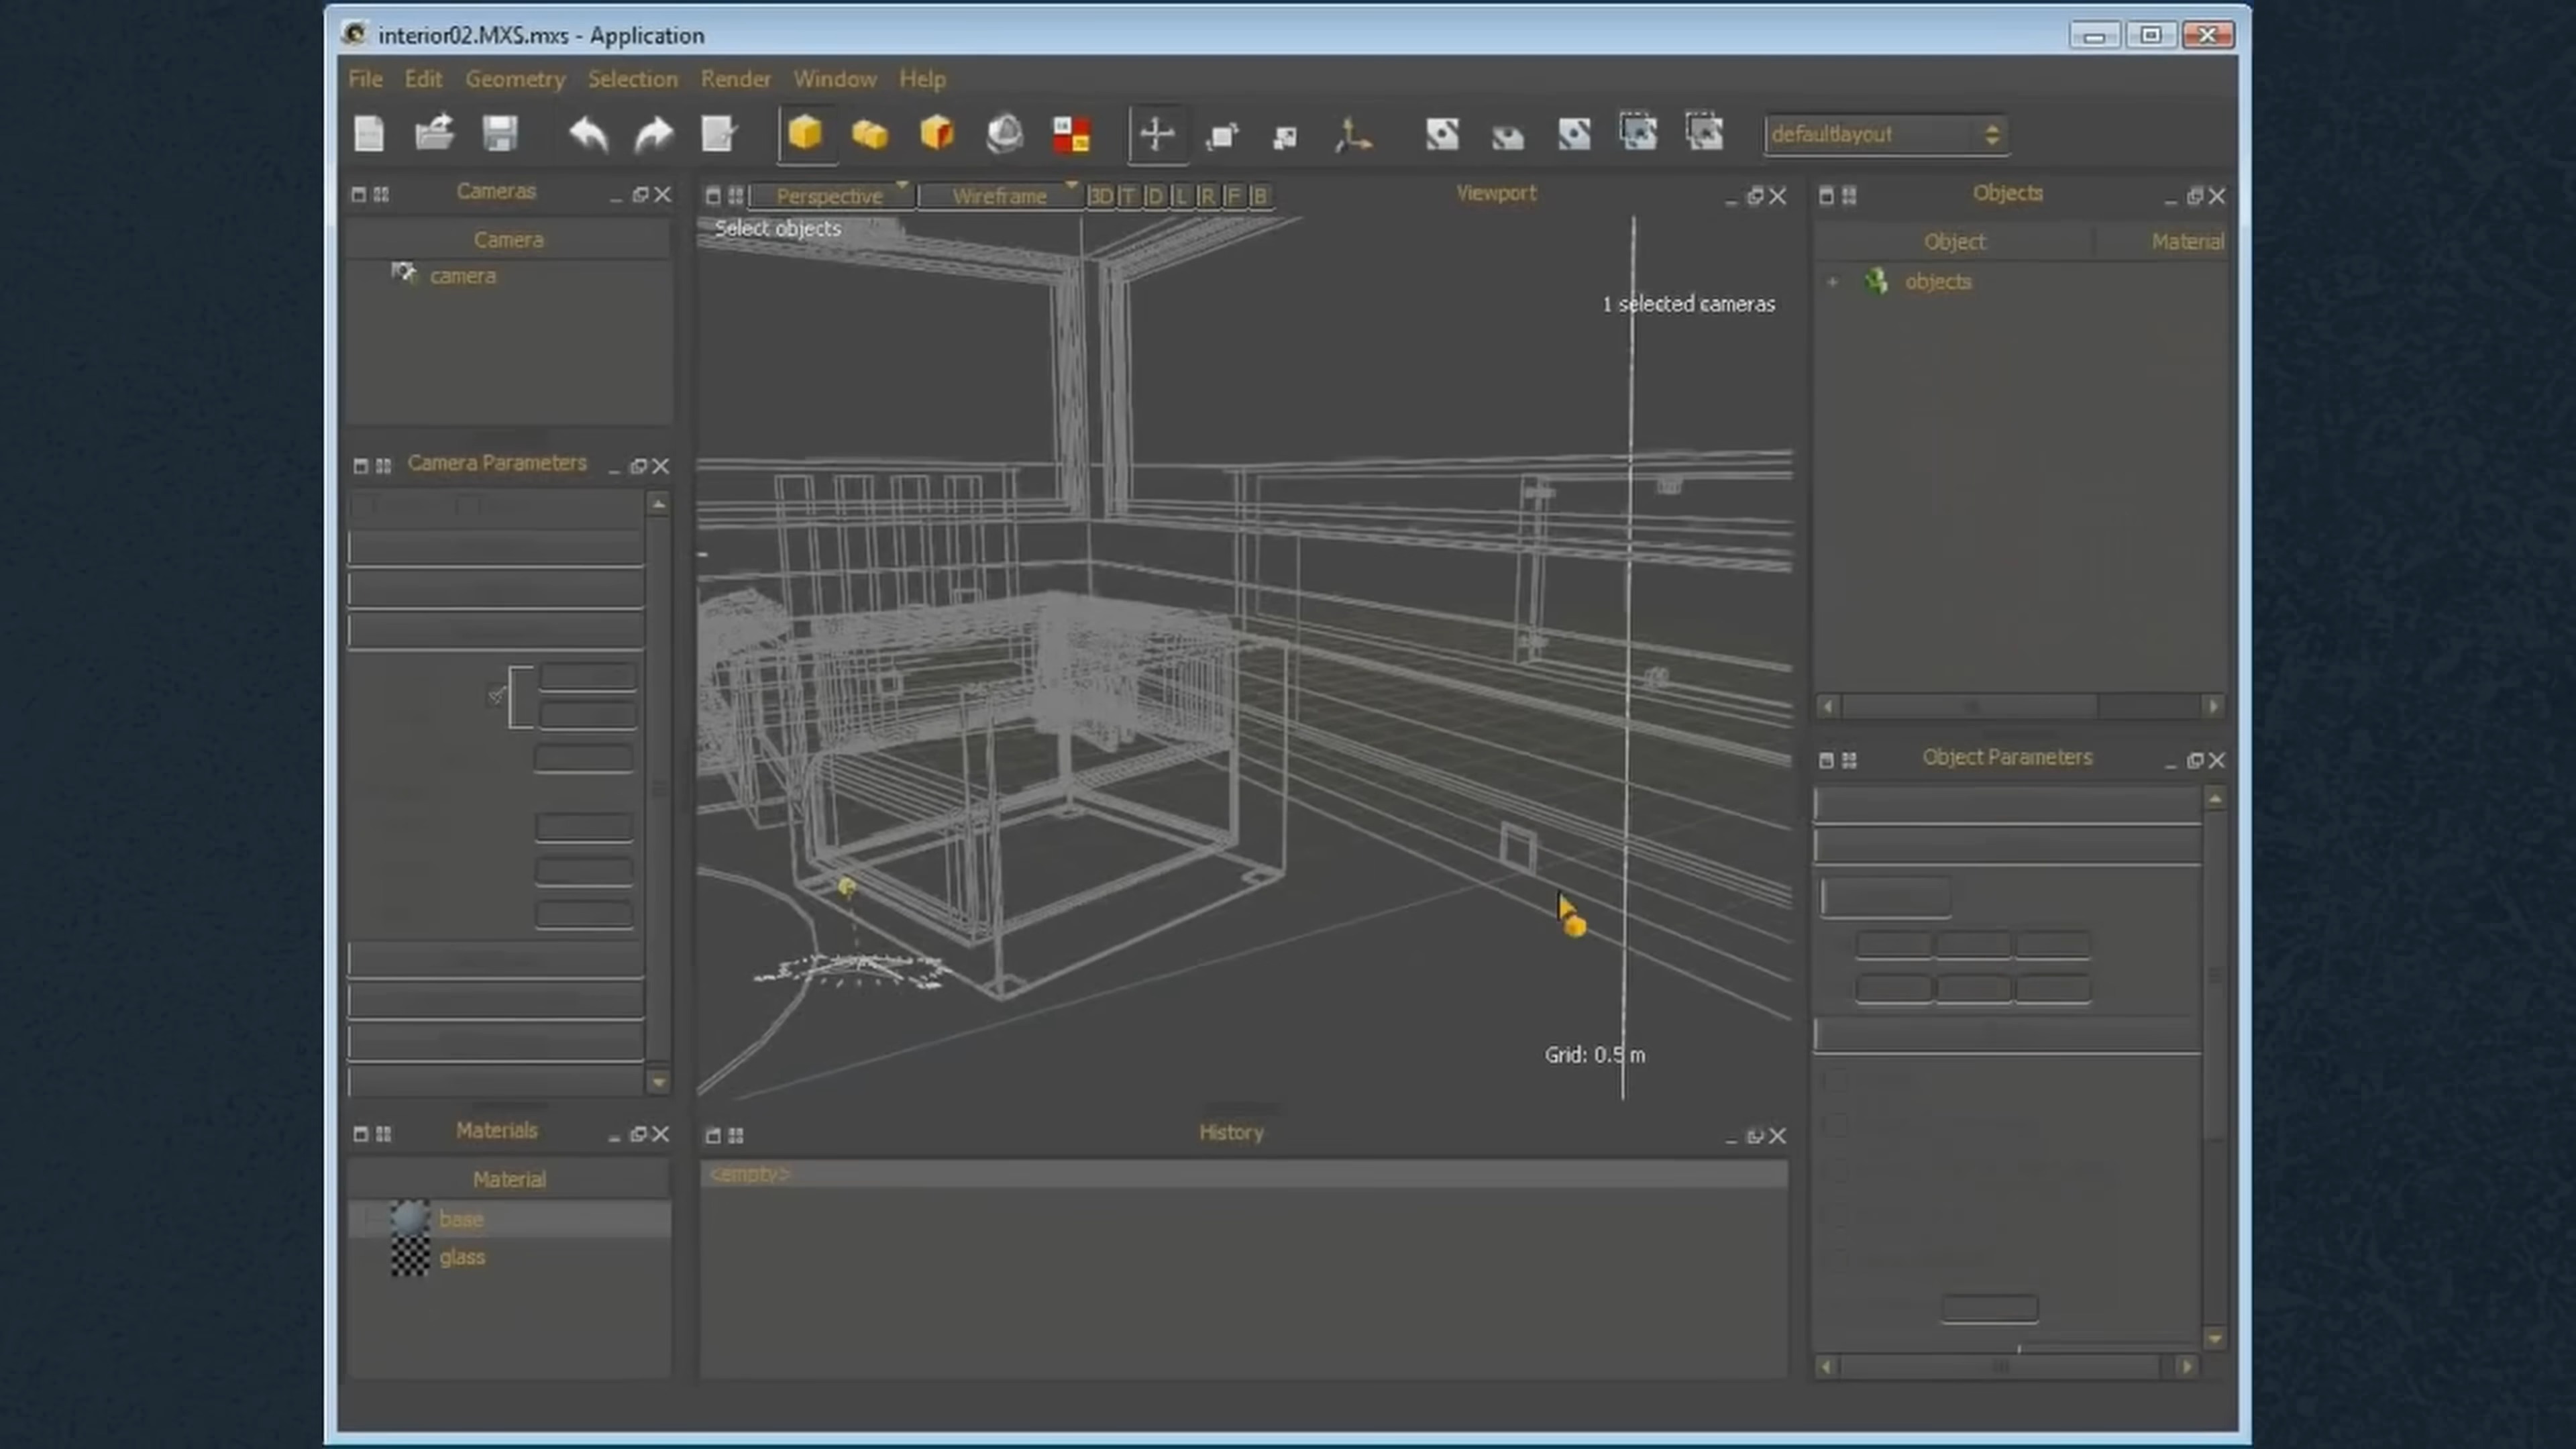 interior02.MXS.mxs - Application
File Edit Geometry Selection Render Window Help
defaultlayout
Cameras
Camera
camera
Camera Parameters
Materials
Material
base
glass
Perspective Wireframe 3D T D L R F B Viewport
Select objects
1 selected cameras
Grid: 0.5 m
History
<empty>
Objects
Object Material
objects
Object Parameters